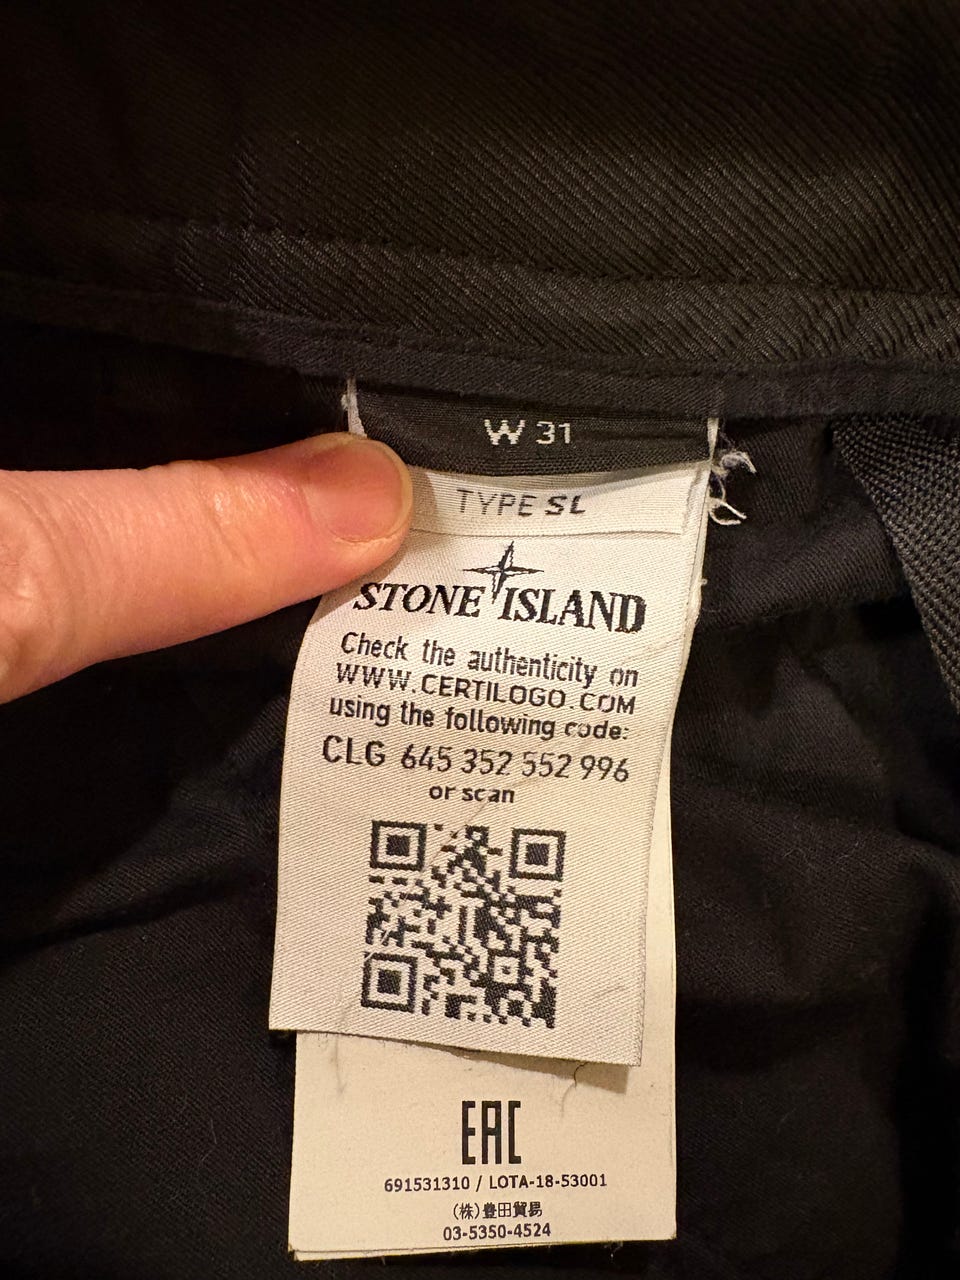 W 31
TYPE SL
STONE ISLAND
Check the authenticity on
WWW.CERTILOGO.COM
using the following code:
CLG 645 352 552 996
or scan
EAC
691531310 / LOTA-18-53001
(株)豊田貿易
03-5350-4524